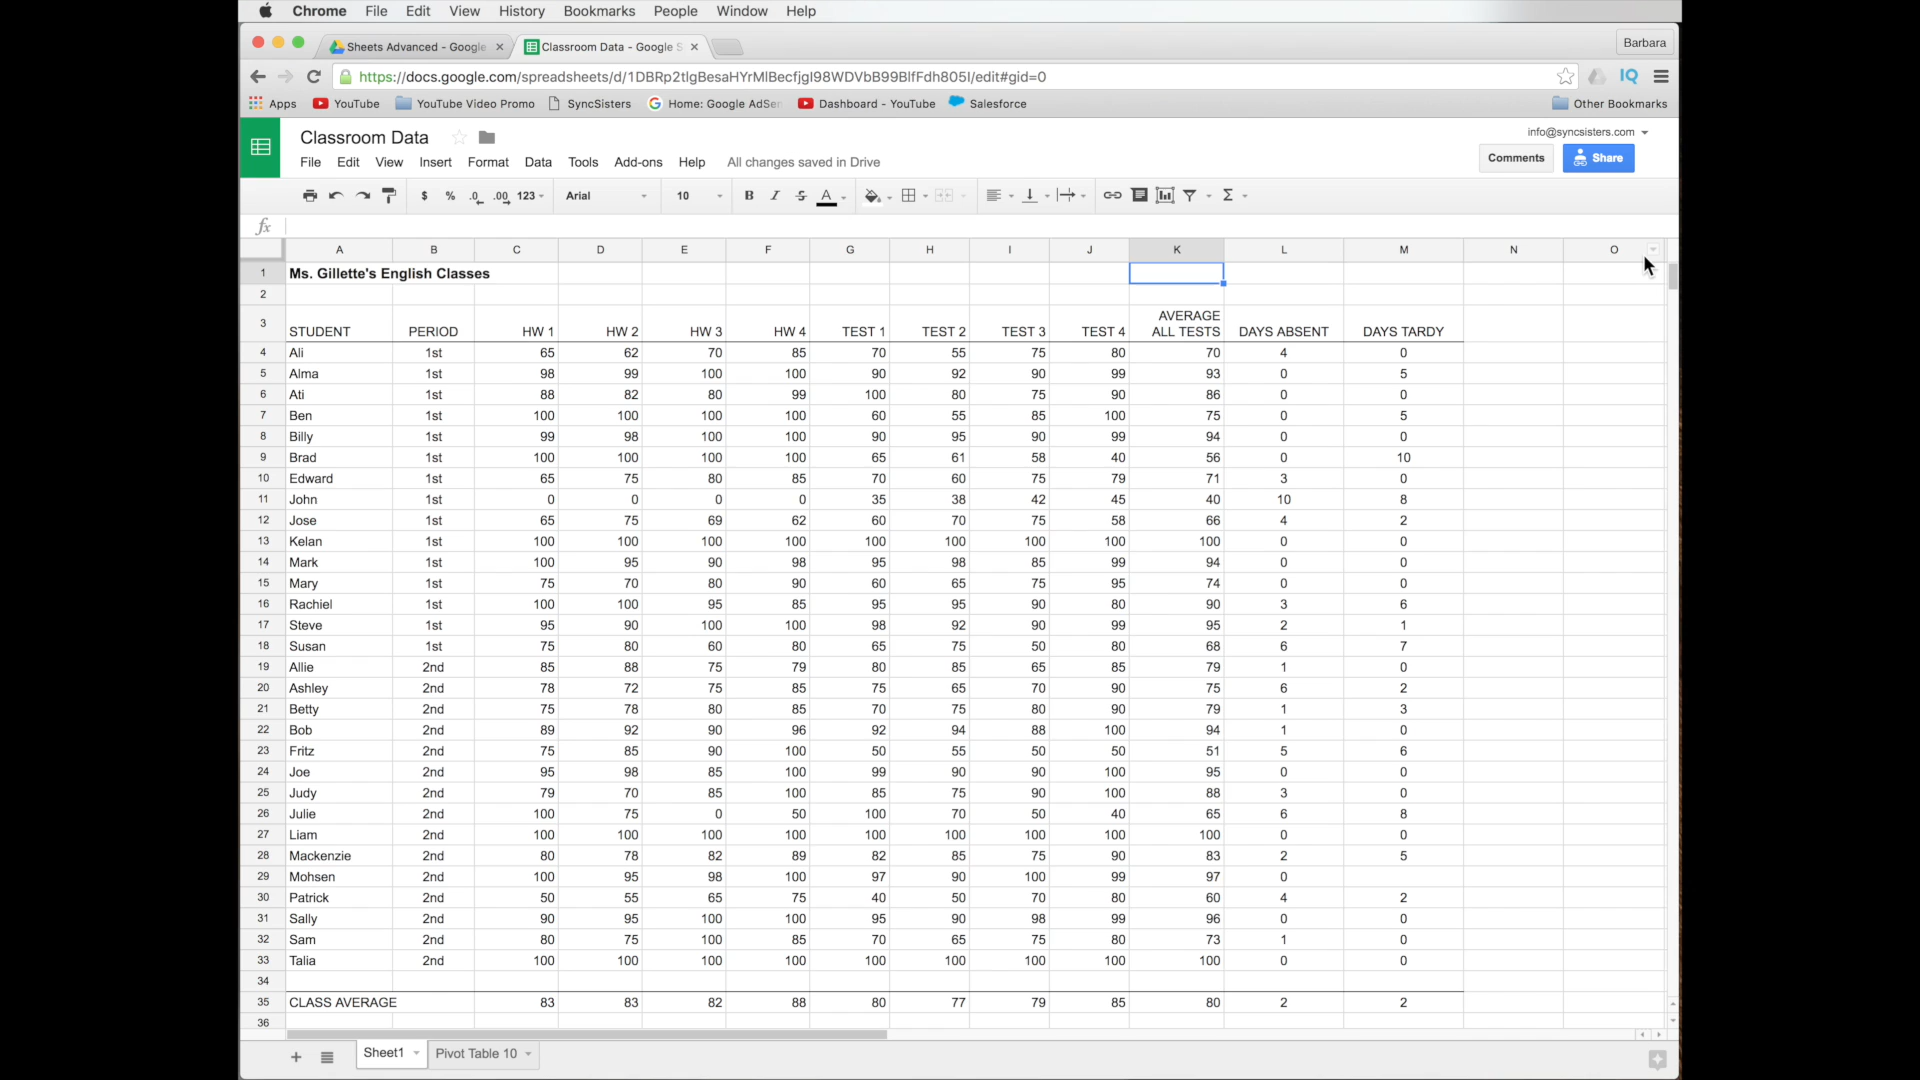 Chrome File Edit View History Bookmarks People Window Help
Sheets Advanced - Google Classroom Data - Google S Barbara
Apps YouTube YouTube Video Promo SyncSisters Home: Google AdSen Dashboard - YouTube Salesforce Other Bookmarks
Classroom Data info@syncsisters.com
File Edit View Insert Format Data Tools Add-ons Help All changes saved in Drive Comments Share
$ % .0 .00 123 Arial 10 B I S A Σ
fx
A B C D E F G H I J K L M N O
1 Ms. Gillette's English Classes
2
3 STUDENT PERIOD HW 1 HW 2 HW 3 HW 4 TEST 1 TEST 2 TEST 3 TEST 4 AVERAGE ALL TESTS DAYS ABSENT DAYS TARDY
4 Ali 1st 65 62 70 85 70 55 75 80 70 4 0
5 Alma 1st 98 99 100 100 90 92 90 99 93 0 5
6 Ati 1st 88 82 80 99 100 80 75 90 86 0 0
7 Ben 1st 100 100 100 100 60 55 85 100 75 0 5
8 Billy 1st 99 98 100 100 90 95 90 99 94 0 0
9 Brad 1st 100 100 100 100 65 61 58 40 56 0 10
10 Edward 1st 65 75 80 85 70 60 75 79 71 3 0
11 John 1st 0 0 0 0 35 38 42 45 40 10 8
12 Jose 1st 65 75 69 62 60 70 75 58 66 4 2
13 Kelan 1st 100 100 100 100 100 100 100 100 100 0 0
14 Mark 1st 100 95 90 98 95 98 85 99 94 0 0
15 Mary 1st 75 70 80 90 60 65 75 95 74 0 0
16 Rachiel 1st 100 100 95 85 95 95 90 80 90 3 6
17 Steve 1st 95 90 100 100 98 92 90 99 95 2 1
18 Susan 1st 75 80 60 80 65 75 50 80 68 6 7
19 Allie 2nd 85 88 75 79 80 85 65 85 79 1 0
20 Ashley 2nd 78 72 75 85 75 65 70 90 75 6 2
21 Betty 2nd 75 78 80 85 70 75 80 90 79 1 3
22 Bob 2nd 89 92 90 96 92 94 88 100 94 1 0
23 Fritz 2nd 75 85 90 100 50 55 50 50 51 5 6
24 Joe 2nd 95 98 85 100 99 90 90 100 95 0 0
25 Judy 2nd 79 70 85 100 85 75 90 100 88 3 0
26 Julie 2nd 100 75 0 50 100 70 50 40 65 6 8
27 Liam 2nd 100 100 100 100 100 100 100 100 100 0 0
28 Mackenzie 2nd 80 78 82 89 82 85 75 90 83 2 5
29 Mohsen 2nd 100 95 98 100 97 90 100 99 97 0
30 Patrick 2nd 50 55 65 75 40 50 70 80 60 4 2
31 Sally 2nd 90 95 100 100 95 90 98 99 96 0 0
32 Sam 2nd 80 75 100 85 70 65 75 80 73 1 0
33 Talia 2nd 100 100 100 100 100 100 100 100 100 0 0
34
35 CLASS AVERAGE 83 83 82 88 80 77 79 85 80 2 2
36
Sheet1 Pivot Table 10